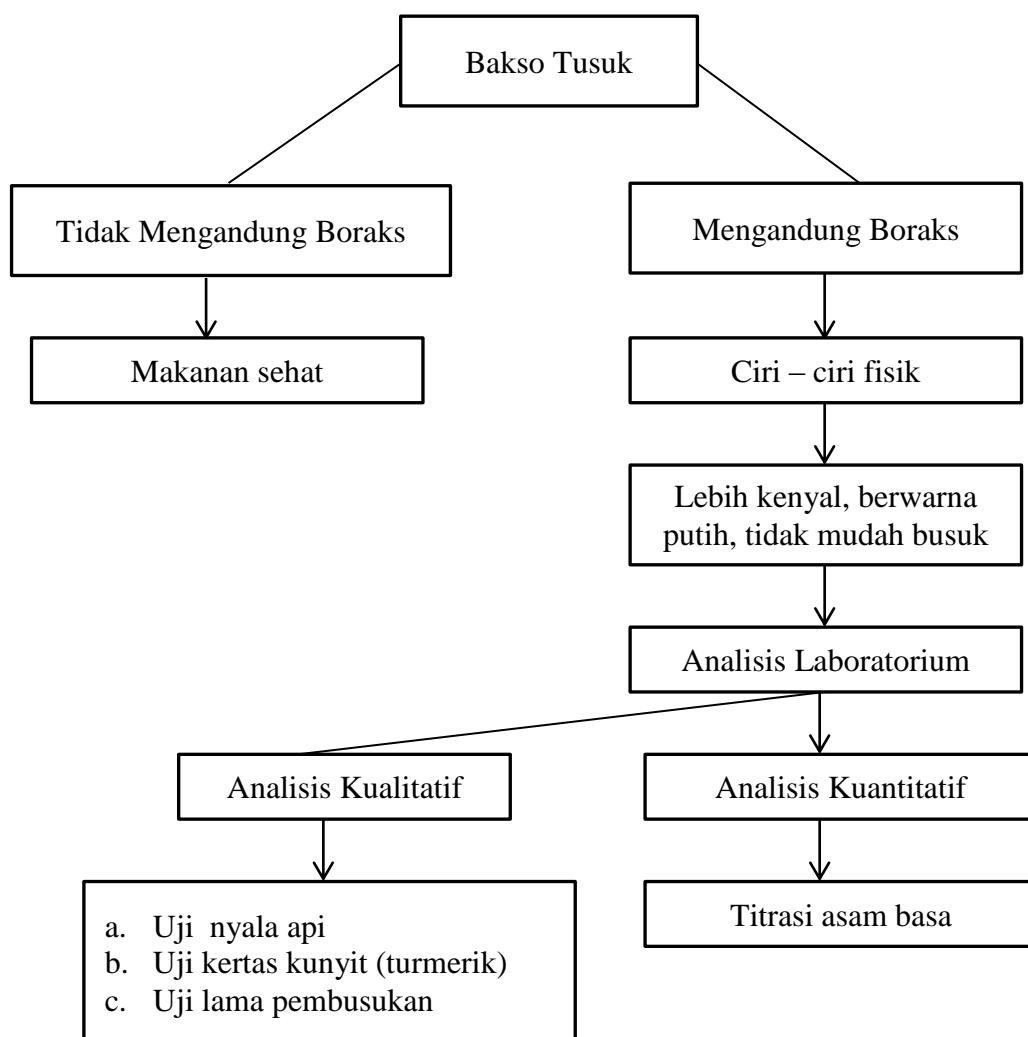 Bakso Tusuk
Tidak Mengandung Boraks
Mengandung Boraks
Makanan sehat
Ciri – ciri fisik
Lebih kenyal, berwarna
putih, tidak mudah busuk
Analisis Laboratorium
Analisis Kualitatif
Analisis Kuantitatif
a. Uji nyala api
b. Uji kertas kunyit (turmerik)
c. Uji lama pembusukan
Titrasi asam basa